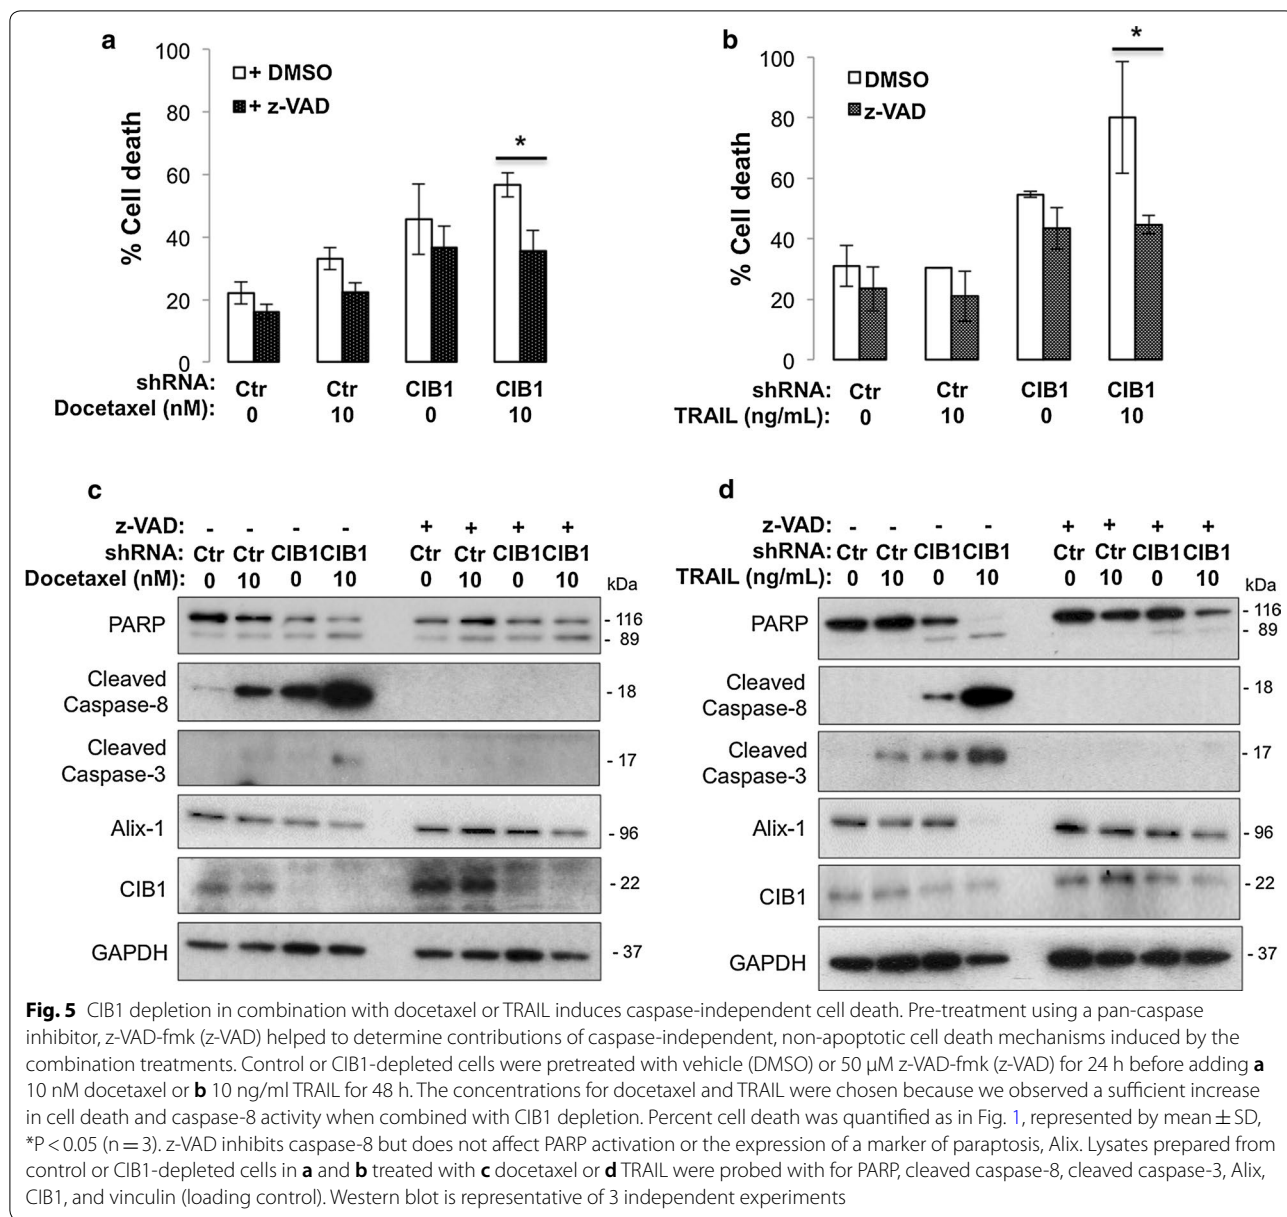 a
100
80
60
40
20
0
% Cell death
+ DMSO
+ z-VAD
*
shRNA: Ctr Ctr CIB1 CIB1
Docetaxel (nM): 0 10 0 10
b
100
80
60
40
20
0
% Cell death
DMSO
z-VAD
*
shRNA: Ctr Ctr CIB1 CIB1
TRAIL (ng/mL): 0 10 0 10
c
z-VAD: - - - - + + + +
shRNA: Ctr Ctr CIB1 CIB1 Ctr Ctr CIB1 CIB1
Docetaxel (nM): 0 10 0 10 0 10 0 10 kDa
PARP - 116
- 89
Cleaved
Caspase-8 - 18
Cleaved
Caspase-3 - 17
Alix-1 - 96
CIB1 - 22
GAPDH - 37
d
z-VAD: - - - - + + + +
shRNA: Ctr Ctr CIB1 CIB1 Ctr Ctr CIB1 CIB1
TRAIL (ng/mL): 0 10 0 10 0 10 0 10 kDa
PARP - 116
- 89
Cleaved
Caspase-8 - 18
Cleaved
Caspase-3 - 17
Alix-1 - 96
CIB1 - 22
GAPDH - 37
Fig. 5 CIB1 depletion in combination with docetaxel or TRAIL induces caspase-independent cell death. Pre-treatment using a pan-caspase
inhibitor, z-VAD-fmk (z-VAD) helped to determine contributions of caspase-independent, non-apoptotic cell death mechanisms induced by the
combination treatments. Control or CIB1-depleted cells were pretreated with vehicle (DMSO) or 50 μM z-VAD-fmk (z-VAD) for 24 h before adding a
10 nM docetaxel or b 10 ng/ml TRAIL for 48 h. The concentrations for docetaxel and TRAIL were chosen because we observed a sufficient increase
in cell death and caspase-8 activity when combined with CIB1 depletion. Percent cell death was quantified as in Fig. 1, represented by mean ± SD,
*P < 0.05 (n = 3). z-VAD inhibits caspase-8 but does not affect PARP activation or the expression of a marker of paraptosis, Alix. Lysates prepared from
control or CIB1-depleted cells in a and b treated with c docetaxel or d TRAIL were probed with for PARP, cleaved caspase-8, cleaved caspase-3, Alix,
CIB1, and vinculin (loading control). Western blot is representative of 3 independent experiments